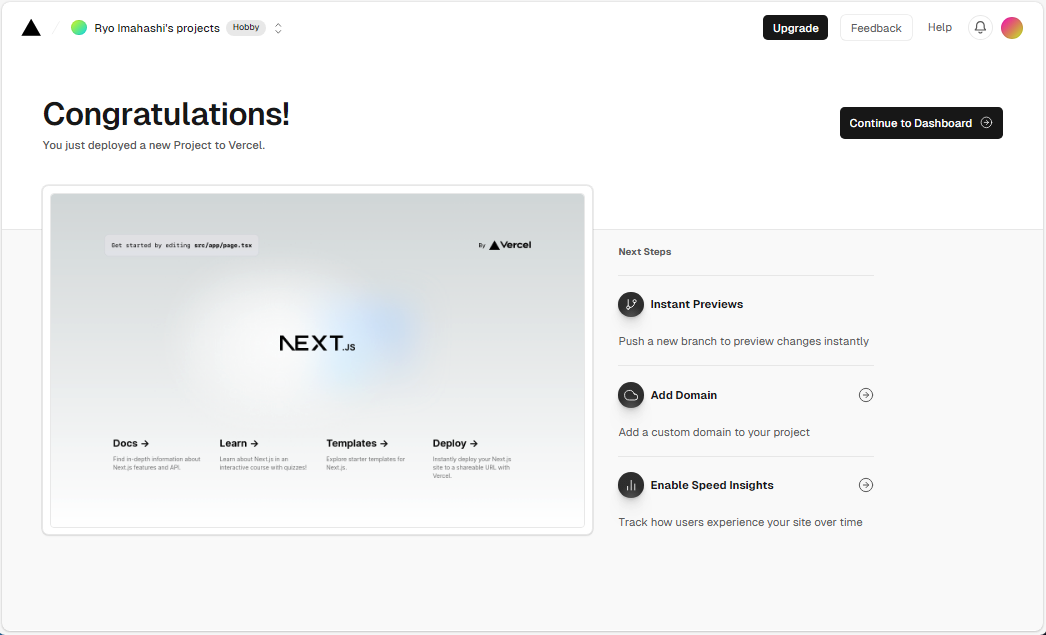 Ryo Imahashi's projects Hobby
Upgrade Feedback Help
Congratulations!
You just deployed a new Project to Vercel.
Continue to Dashboard
Get started by editing src/app/page.tsx
By Vercel
NEXT.JS
Docs →
Find in-depth information about
Next.js features and API.
Learn →
Learn about Next.js in an
interactive course with quizzes!
Templates →
Explore starter templates for
Next.js.
Deploy →
Instantly deploy your Next.js
site to a shareable URL with
Vercel.
Next Steps
Instant Previews
Push a new branch to preview changes instantly
Add Domain
Add a custom domain to your project
Enable Speed Insights
Track how users experience your site over time